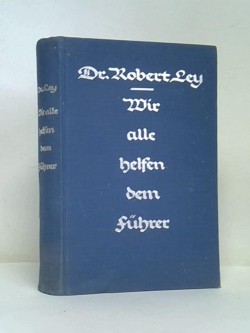 Dr. Robert Ley
Wir
alle
helfen
dem
Führer
Dr. Ley
Wir alle
helfen
dem
Führer